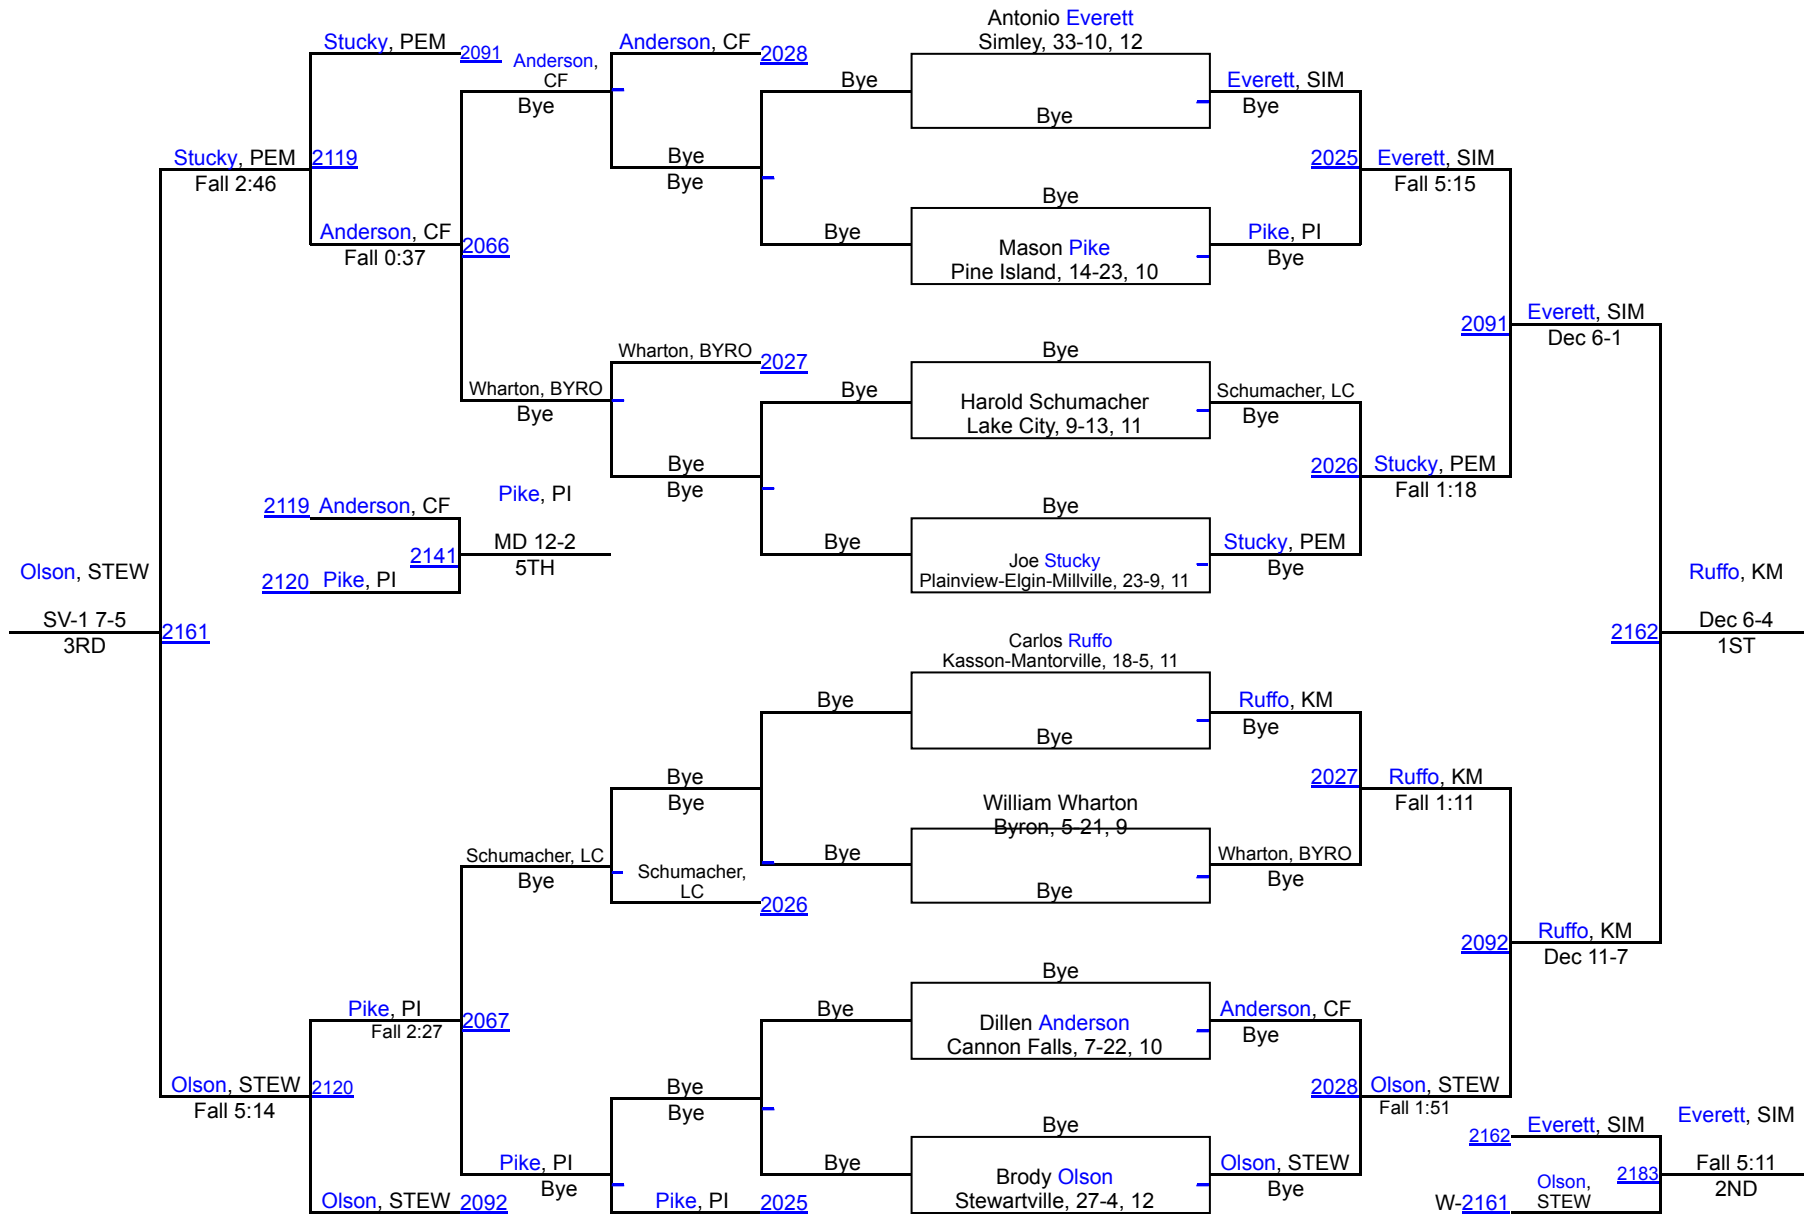 Antonio Everett
Simley, 33-10, 12
Stucky, PEM
2091
Anderson,
CF
Bye
Anderson, CF
2028
Bye
Bye
Everett, SIM
Bye
Stucky, PEM
2119
Fall 2:46
Bye
Bye
2025
Everett, SIM
Fall 5:15
Bye
Anderson, CF
2066
Fall 0:37
Bye
Mason Pike
Pine Island, 14-23, 10
Pike, PI
Bye
2091
Everett, SIM
Dec 6-1
Wharton, BYRO
2027
Bye
Wharton, BYRO
Bye
Bye
Harold Schumacher
Lake City, 9-13, 11
Schumacher, LC
Bye
Bye
Bye
2026
Stucky, PEM
Fall 1:18
2119
Anderson, CF
Pike, PI
Bye
2141
MD 12-2
5TH
2120
Pike, PI
Bye
Joe Stucky
Plainview-Elgin-Millville, 23-9, 11
Stucky, PEM
Bye
Olson, STEW
SV-1 7-5
3RD
2161
Ruffo, KM
2162
Dec 6-4
1ST
Carlos Ruffo
Kasson-Mantorville, 18-5, 11
Bye
Bye
Ruffo, KM
Bye
Bye
Bye
2027
Ruffo, KM
Fall 1:11
William Wharton
Byron, 5-21, 9
Schumacher, LC
Bye
Bye
Bye
Wharton, BYRO
Bye
Schumacher,
LC
2026
2092
Ruffo, KM
Dec 11-7
Bye
Pike, PI
2067
Fall 2:27
Bye
Dillen Anderson
Cannon Falls, 7-22, 10
Anderson, CF
Bye
Olson, STEW
2120
Fall 5:14
Bye
Bye
2028
Olson, STEW
Fall 1:51
Bye
2162
Everett, SIM
Everett, SIM
Pike, PI
Bye
Bye
Brody Olson
Stewartville, 27-4, 12
Olson, STEW
Bye
2183
Fall 5:11
2ND
Olson, STEW
2092
Pike, PI
2025
W-2161
Olson,
STEW